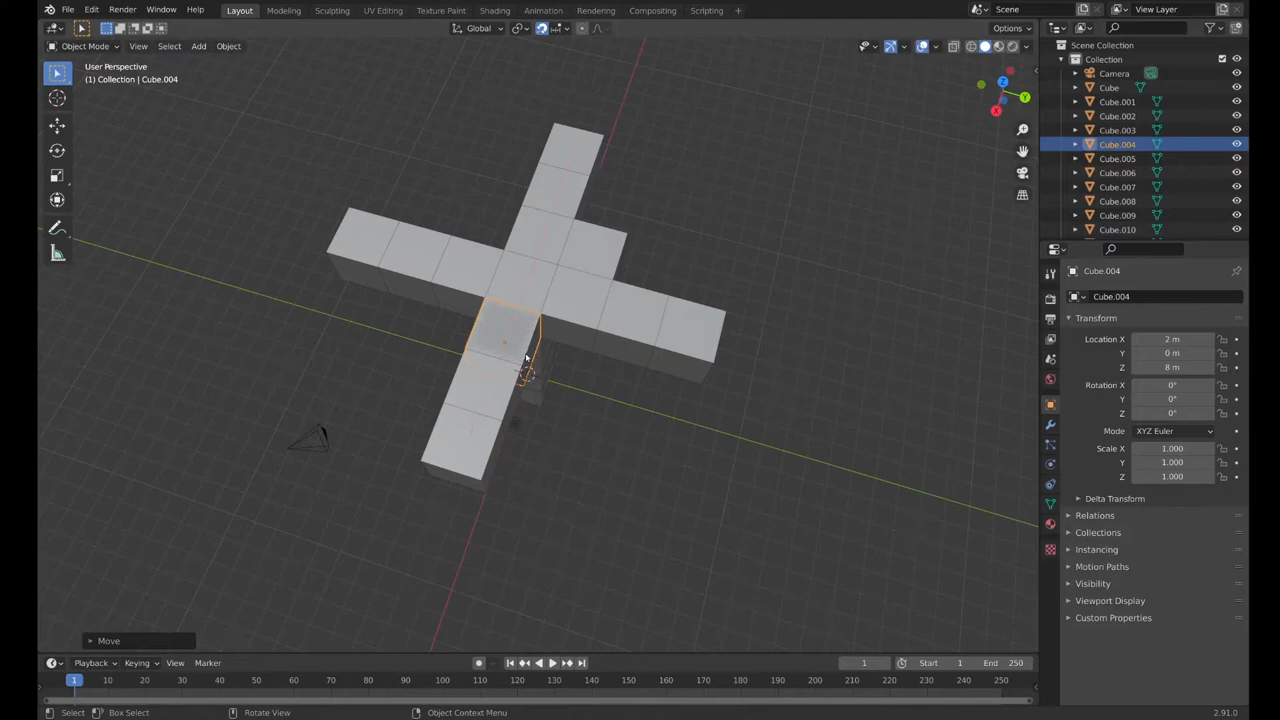 File Edit Render Window Help Layout Modeling Sculpting UV Editing Texture Paint Shading Animation Rendering Compositing Scripting Scene View Layer
Global Options
Object Mode View Select Add Object
User Perspective
(1) Collection | Cube.004
Z
Y
X
Scene Collection
Collection
Camera
Cube
Cube.001
Cube.002
Cube.003
Cube.004
Cube.005
Cube.006
Cube.007
Cube.008
Cube.009
Cube.010
Cube.004
Cube.004
Transform
Location X 2 m
Y 0 m
Z 8 m
Rotation X 0°
Y 0°
Z 0°
Mode XYZ Euler
Scale X 1.000
Y 1.000
Z 1.000
Delta Transform
Relations
Collections
Instancing
Motion Paths
Visibility
Viewport Display
Custom Properties
Move
Playback Keying View Marker 1 Start 1 End 250
1 10 20 30 40 50 60 70 80 90 100 110 120 130 140 150 160 170 180 190 200 210 220 230 240 250
Select Box Select Rotate View Object Context Menu 2.91.0